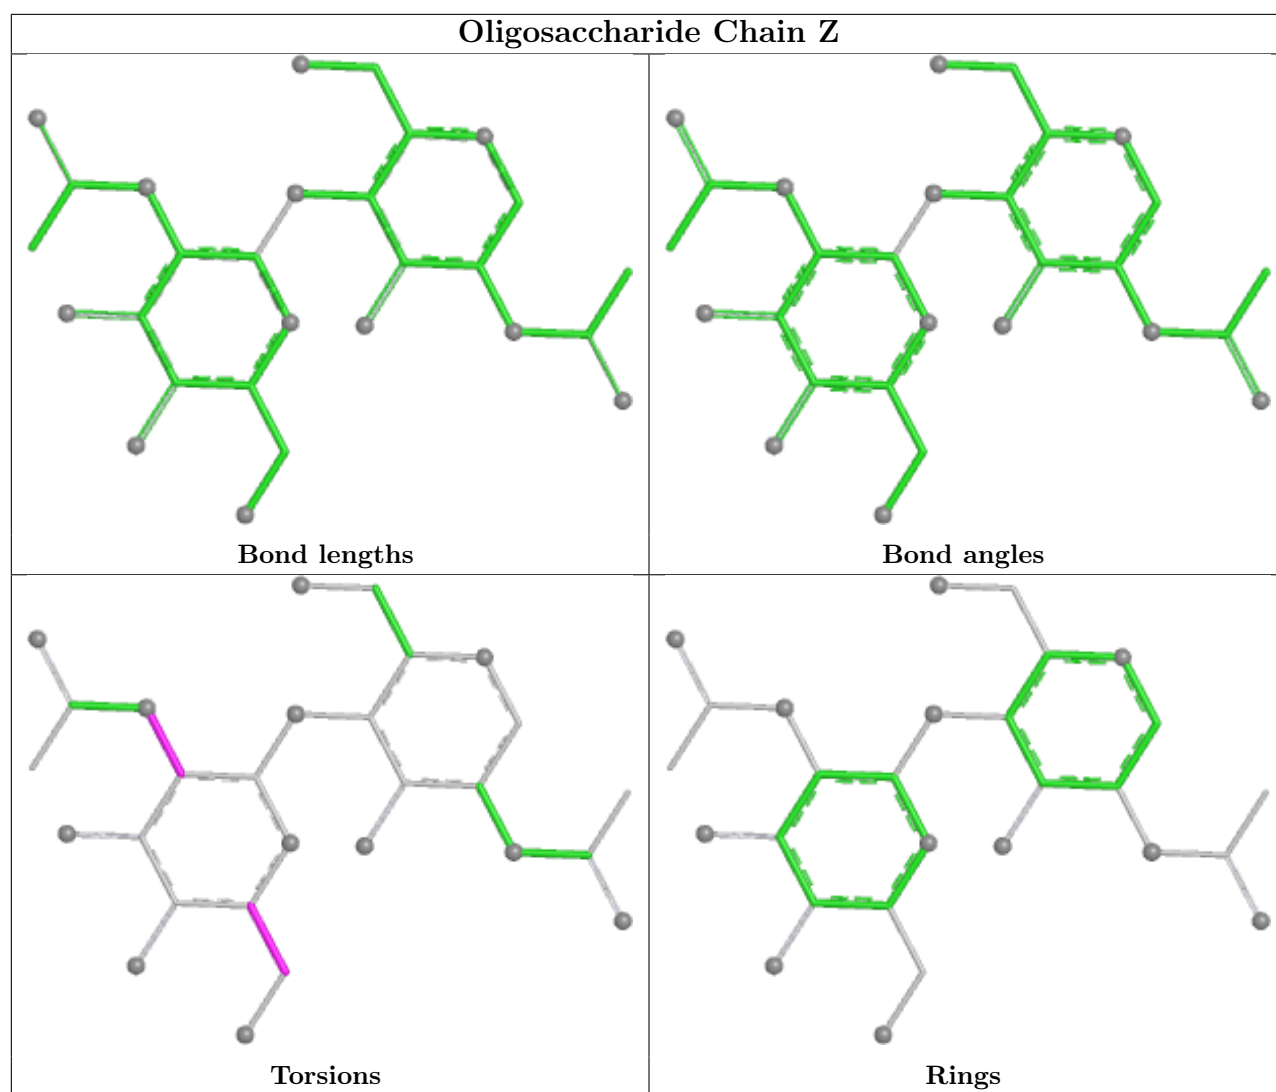 Oligosaccharide Chain Z
Bond lengths
Bond angles
Torsions
Rings